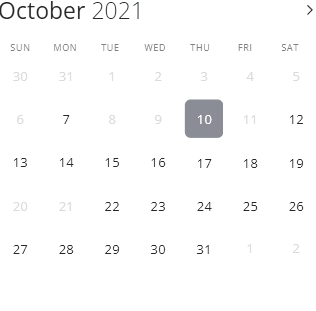 October 2021
SUN MON TUE WED THU FRI SAT
30 31 1 2 3 4 5
6 7 8 9 10 11 12
13 14 15 16 17 18 19
20 21 22 23 24 25 26
27 28 29 30 31 1 2